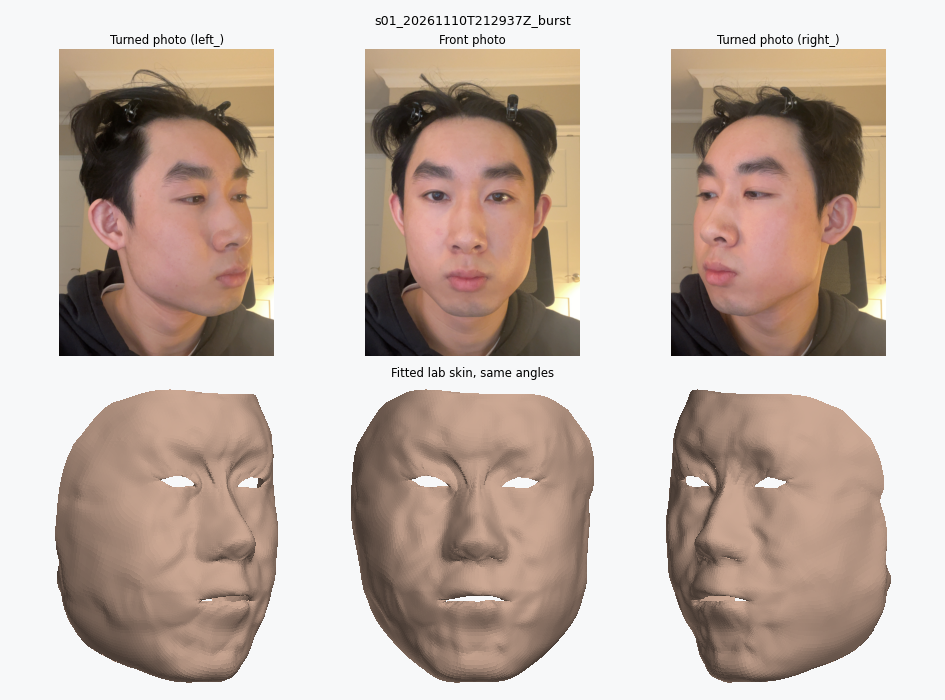 s01_20261110T212937Z_burst
Turned photo (left_)
Front photo
Turned photo (right_)
Fitted lab skin, same angles